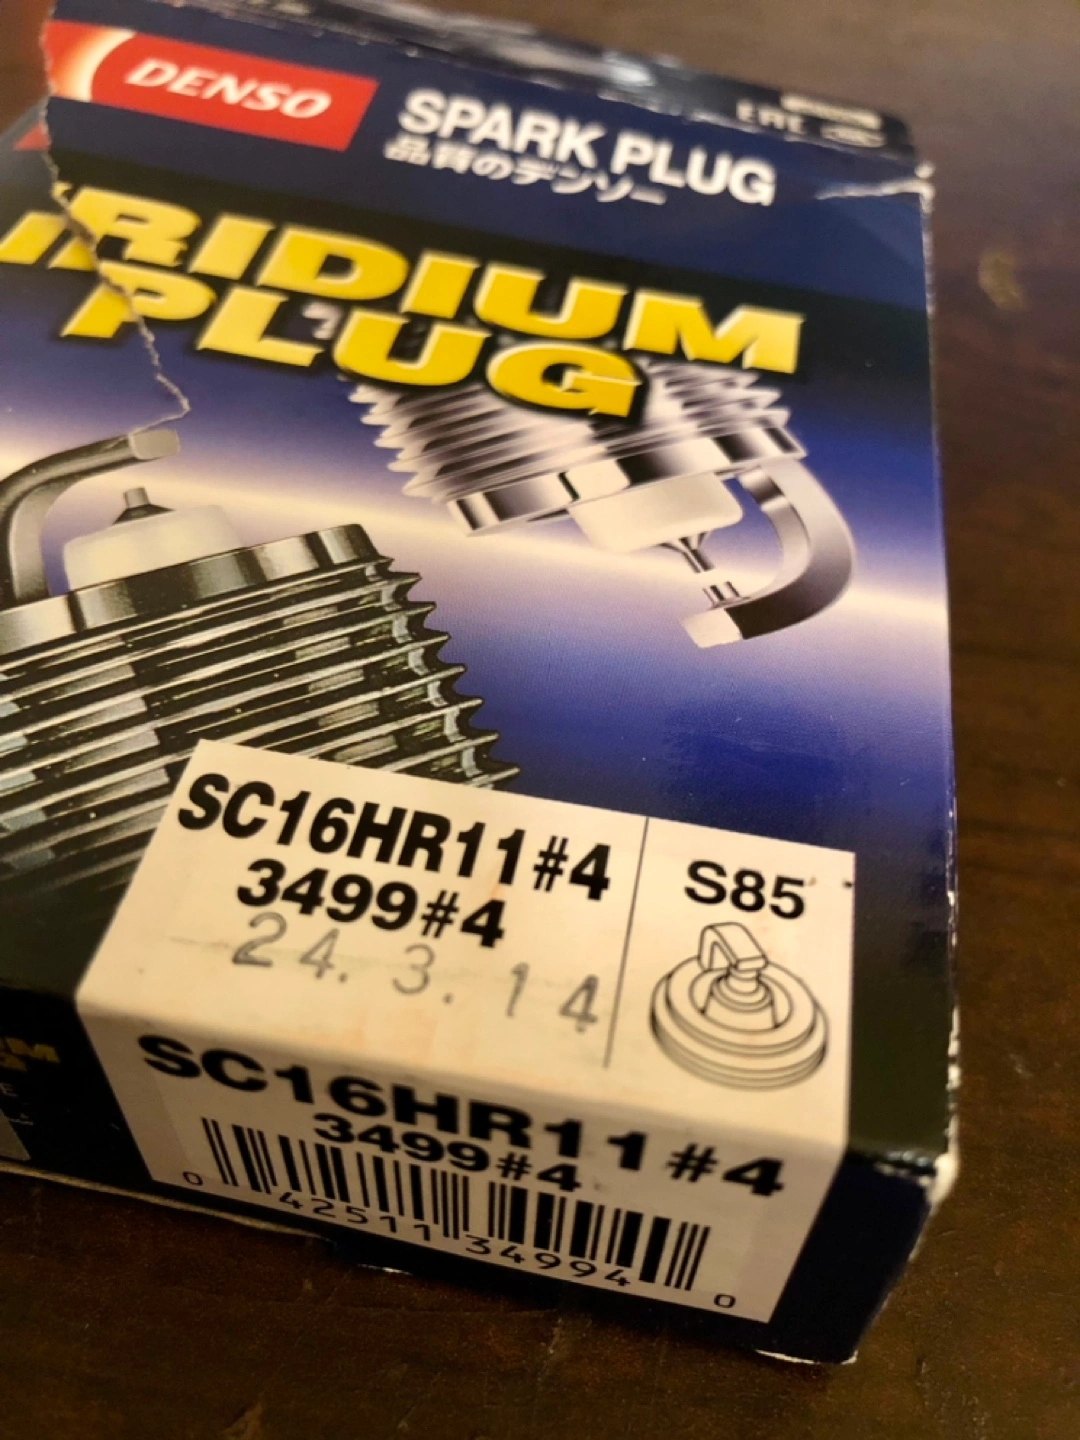 DENSO
SPARK PLUG
品質のデンソー
IRIDIUM
PLUG
SC16HR11#4
3499#4
24. 3. 14
S85
SC16HR11#4
3499#4
0 42511 34994 0